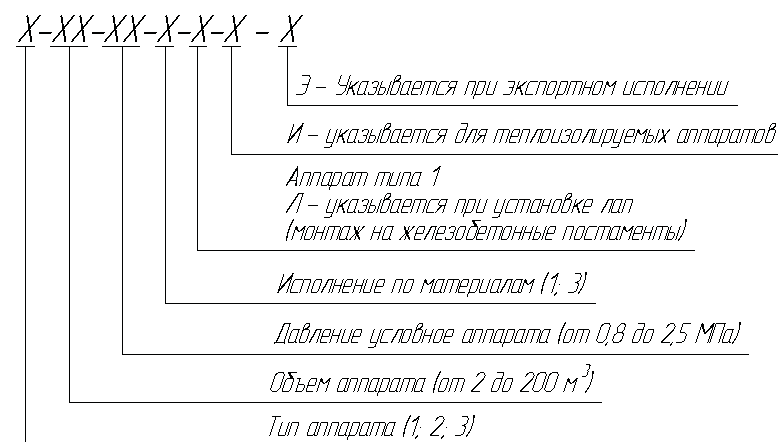 Х-ХХ-ХХ-Х-Х-Х - Х
Э - Указывается при экспортном исполнении
И - указывается для теплоизолируемых аппаратов
Аппарат типа 1
Л - указывается при установке лап
(монтаж на железобетонные постаменты)
Исполнение по материалам (1; 3)
Давление условное аппарата (от 0,8 до 2,5 МПа)
Объем аппарата (от 2 до 200 м³)
Тип аппарата (1; 2; 3)